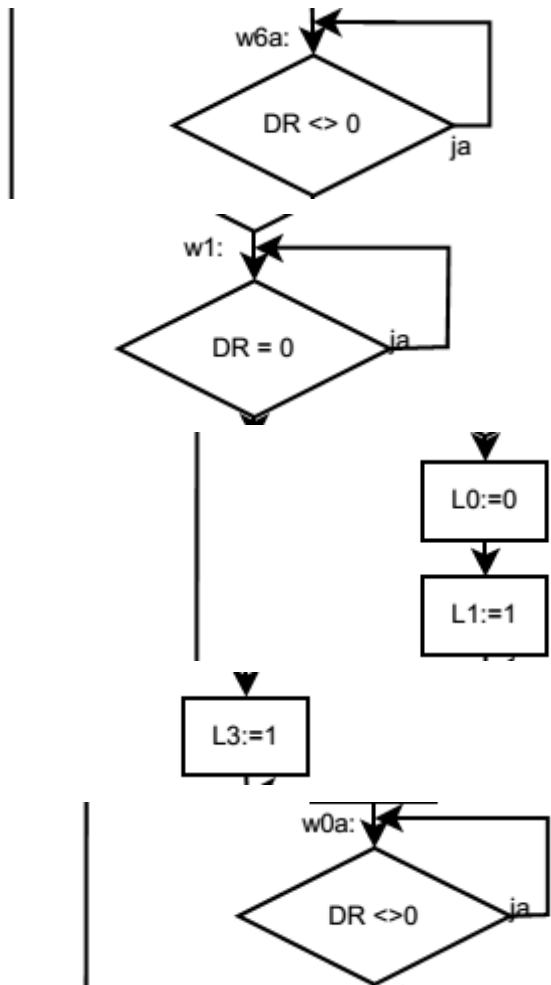 w6a:
DR <> 0
ja
w1:
DR = 0
ja
L0:=0
L1:=1
L3:=1
w0a:
DR <>0
ja